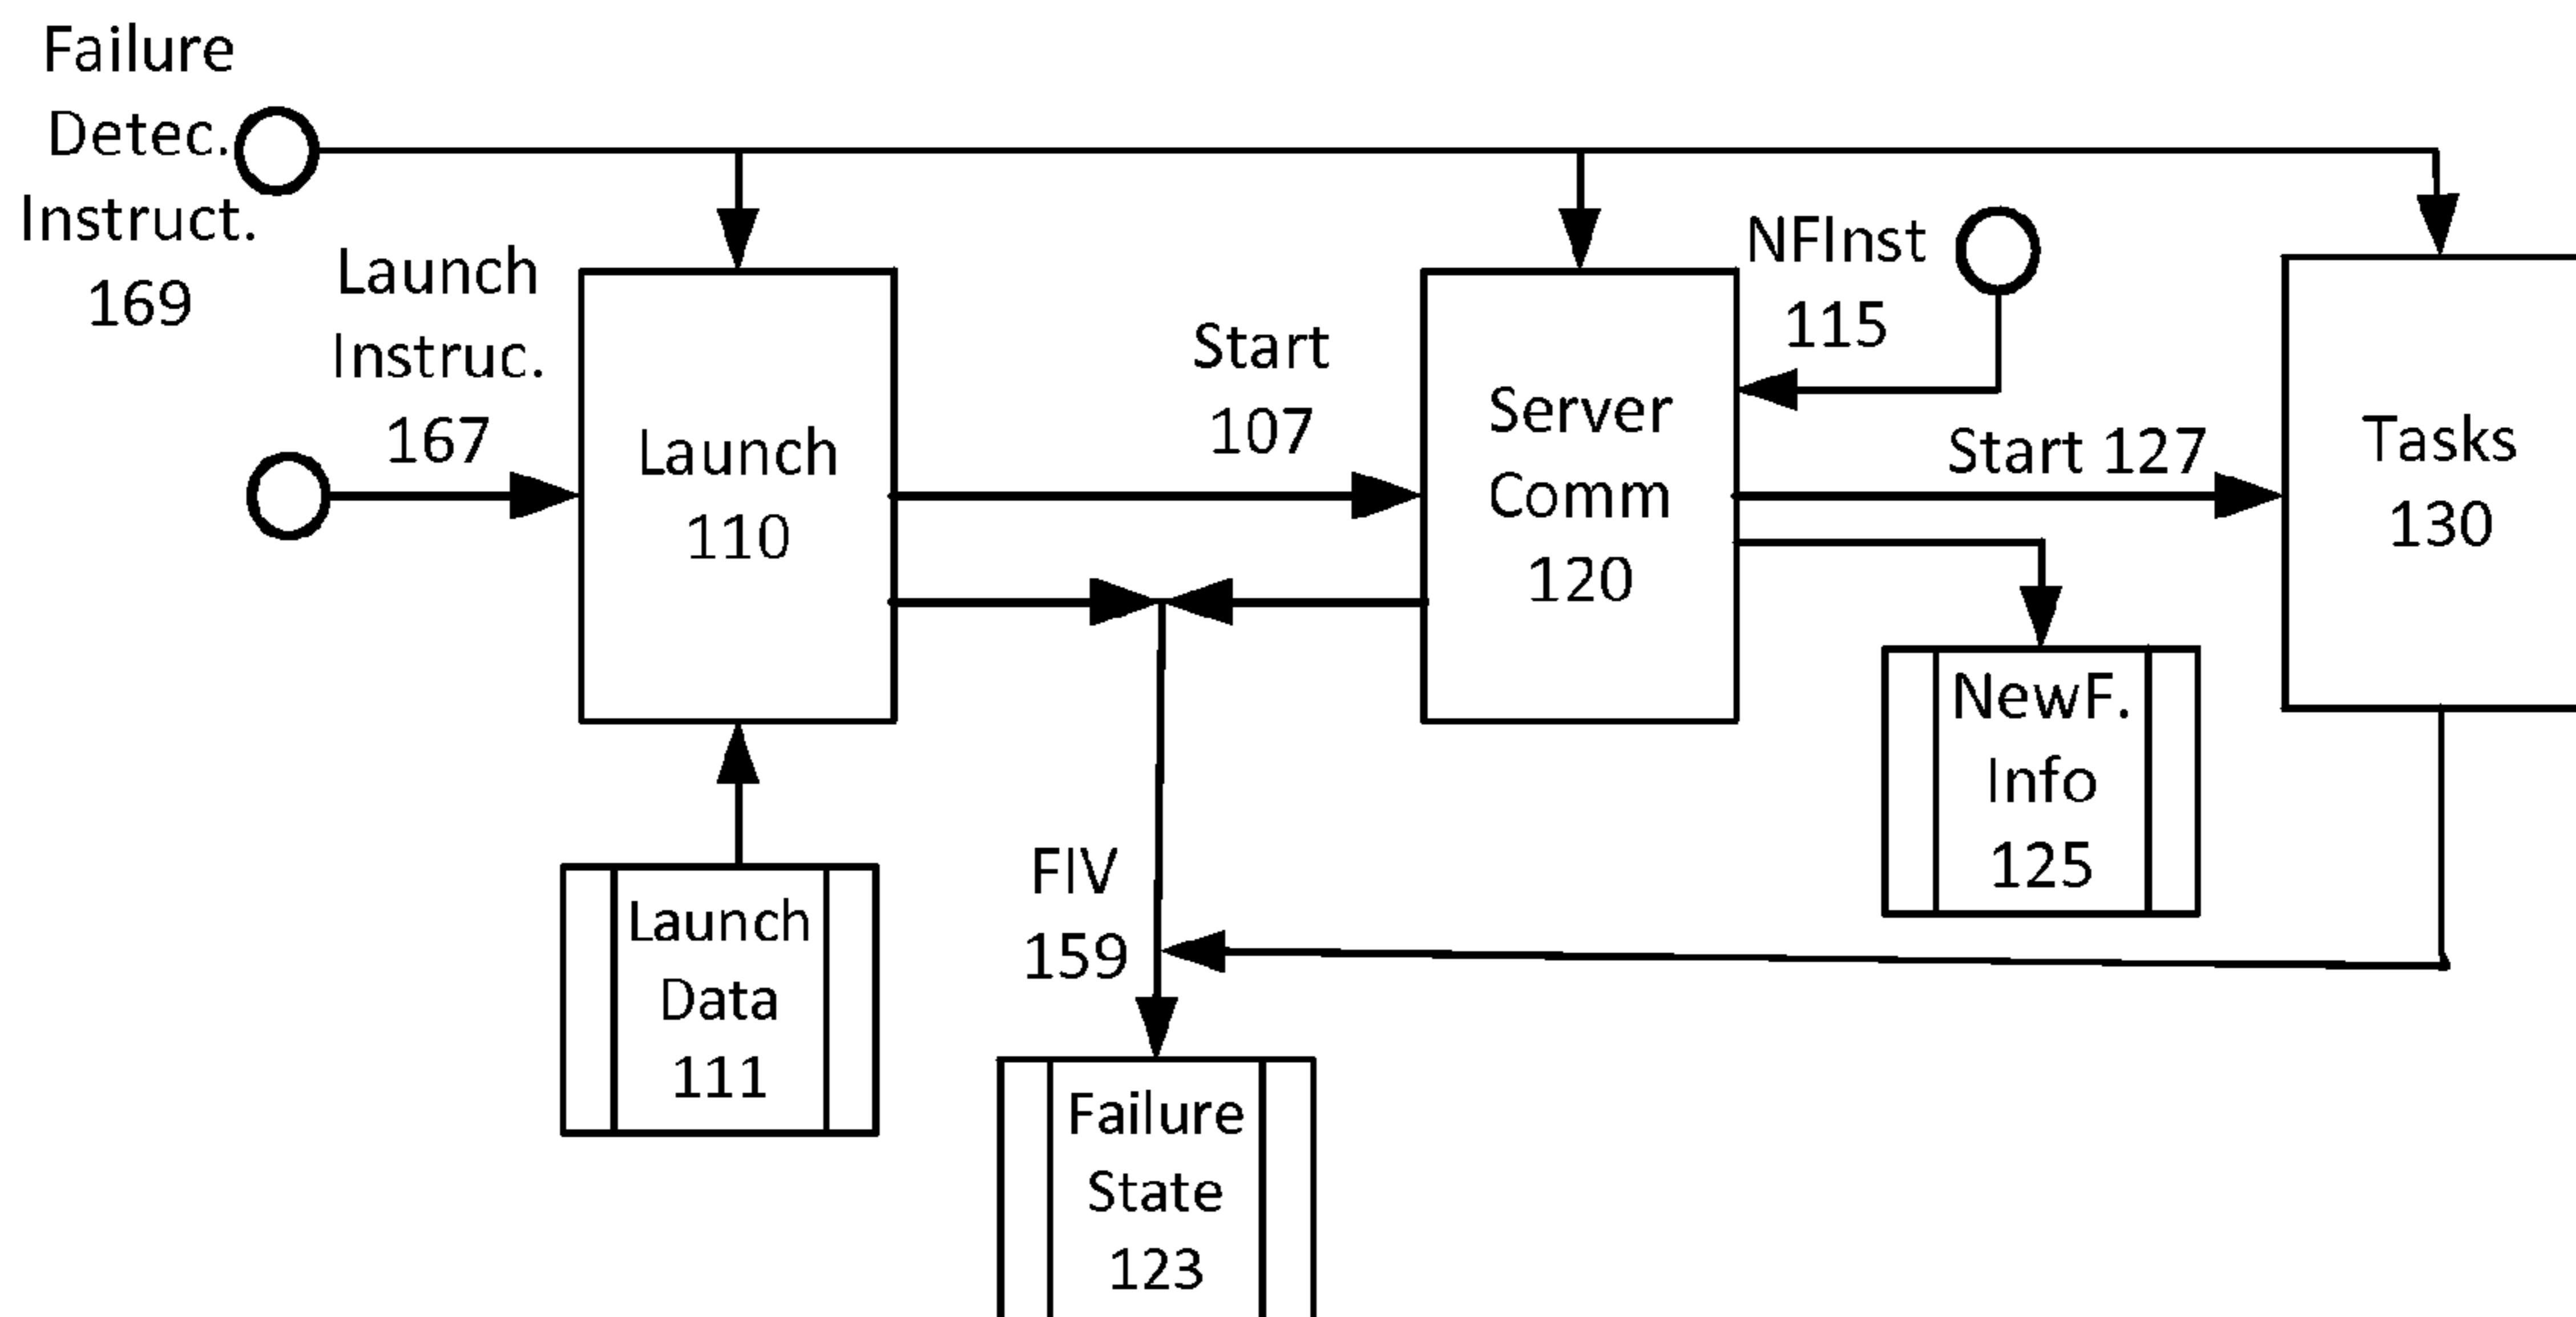 Failure
Detec.
Instruct.
169
Launch
Instruc.
167
Launch
110
Start
107
Server
Comm
120
NFInst
115
Start 127
Tasks
130
NewF.
Info
125
Launch
Data
111
FIV
159
Failure
State
123